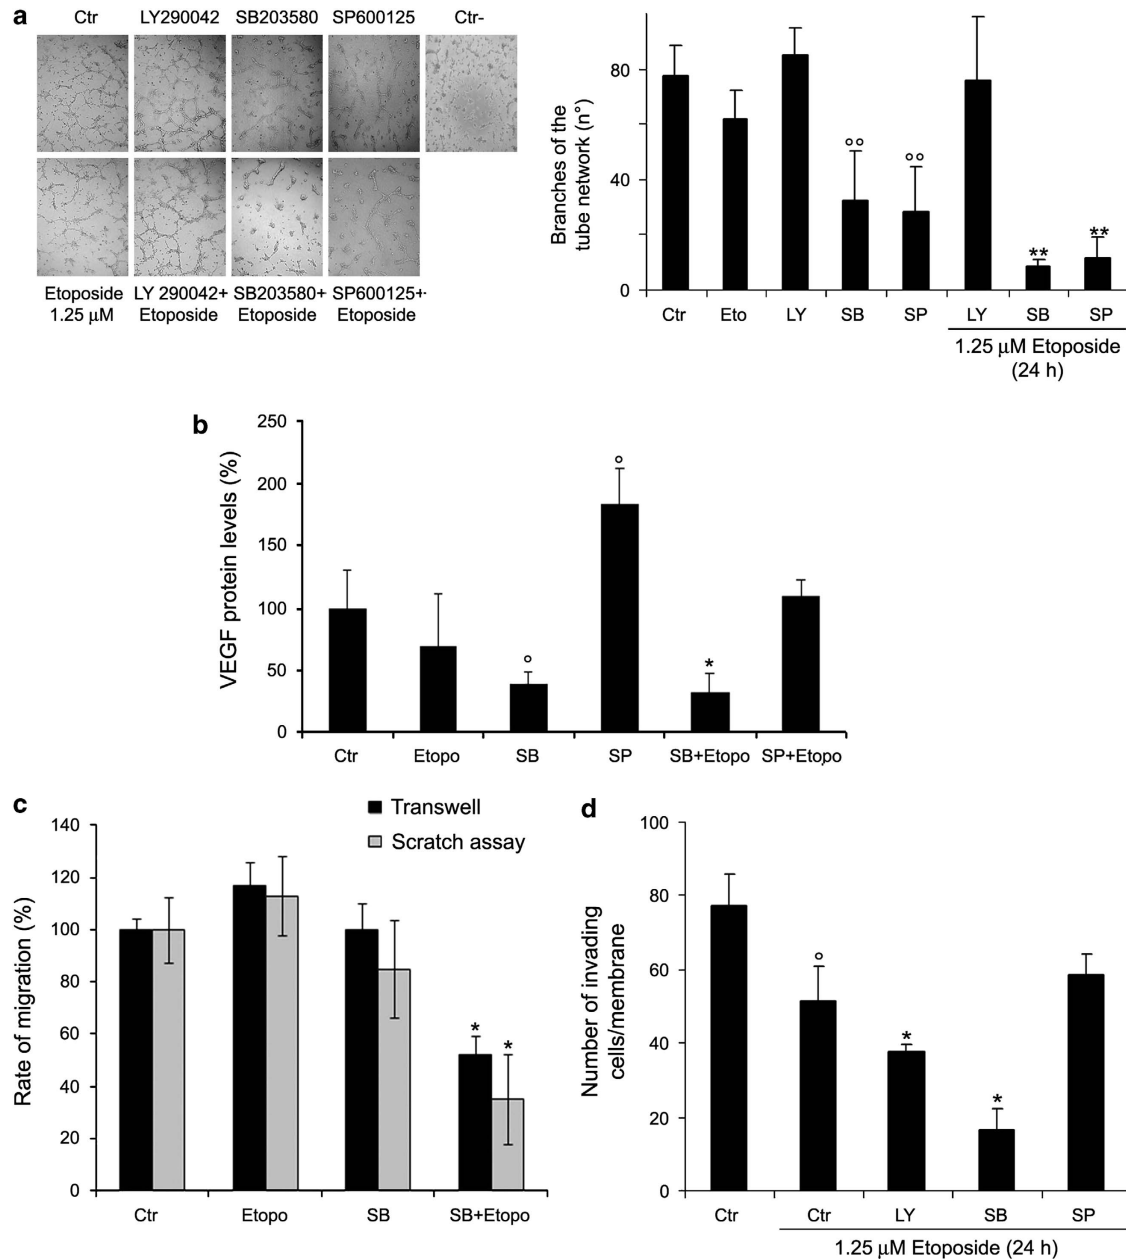 a
Ctr LY290042 SB203580 SP600125 Ctr-
Etoposide LY 290042+ SB203580+ SP600125+
1.25 μM Etoposide Etoposide Etoposide
Branches of the
tube network (n°)
80
40
0
°° °° ** **
Ctr Eto LY SB SP LY SB SP
1.25 μM Etoposide
(24 h)
b
VEGF protein levels (%)
250
200
150
100
50
0
° ° *
Ctr Etopo SB SP SB+Etopo SP+Etopo
c
Transwell
Scratch assay
Rate of migration (%)
140
120
100
80
60
40
20
0
* *
Ctr Etopo SB SB+Etopo
d
Number of invading
cells/membrane
100
80
60
40
20
0
° * *
Ctr Ctr LY SB SP
1.25 μM Etoposide (24 h)